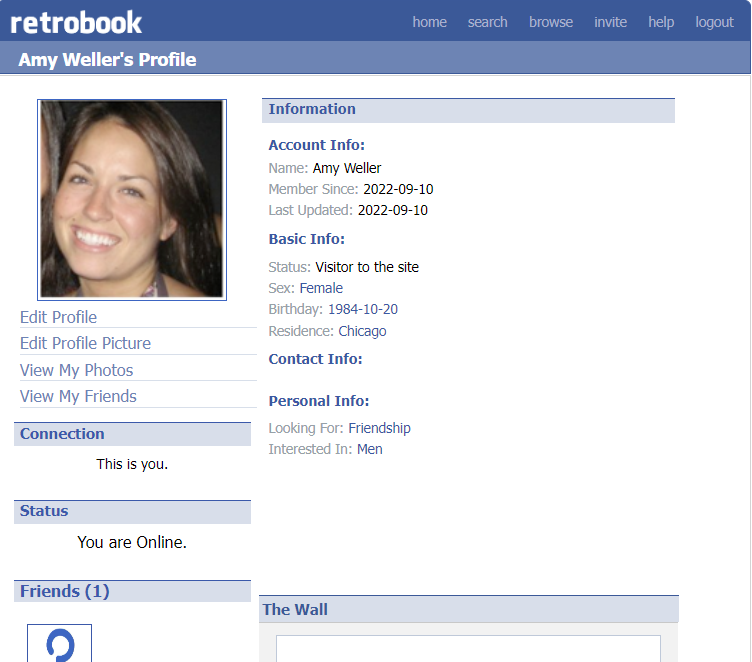 retrobook
home search browse invite help logout
Amy Weller's Profile
Edit Profile
Edit Profile Picture
View My Photos
View My Friends
Connection
This is you.
Status
You are Online.
Friends (1)
?
Information
Account Info:
Name: Amy Weller
Member Since: 2022-09-10
Last Updated: 2022-09-10
Basic Info:
Status: Visitor to the site
Sex: Female
Birthday: 1984-10-20
Residence: Chicago
Contact Info:
Personal Info:
Looking For: Friendship
Interested In: Men
The Wall